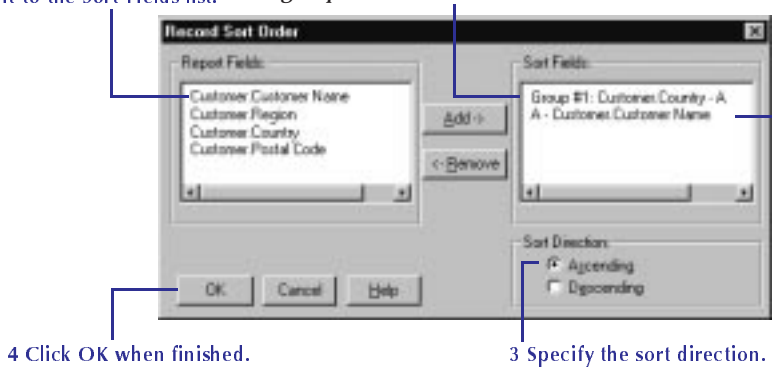 it to the Sort Fields list.
Record Sort Order
Report Fields:
Customer.Customer Name
Customer.Region
Customer.Country
Customer.Postal Code
Add ->
<- Remove
Sort Fields:
Group #1: Customer.Country - A
A - Customer.Customer Name
Sort Direction:
Ascending
Descending
OK
Cancel
Help
4 Click OK when finished.
3 Specify the sort direction.